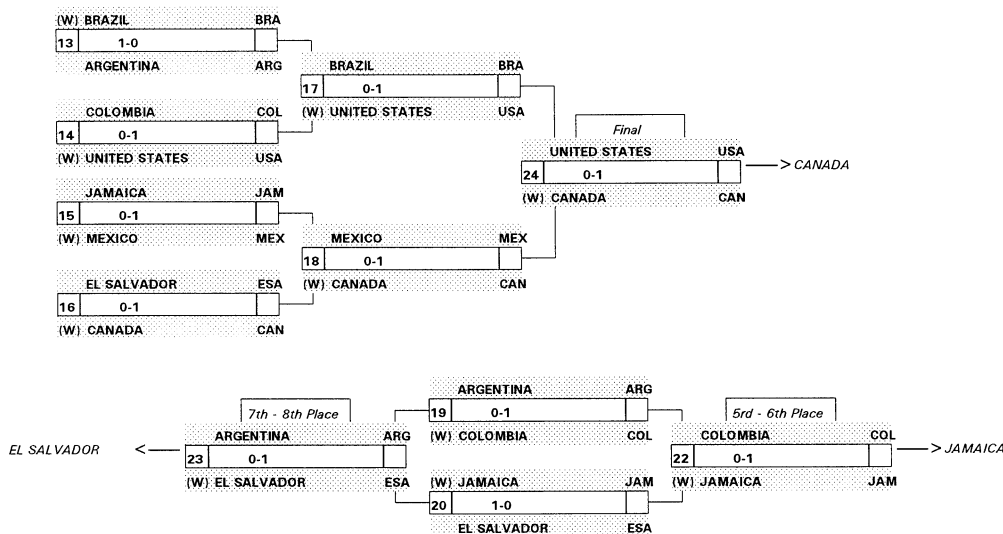 (W) BRAZIL BRA
13 1-0
ARGENTINA ARG
BRAZIL BRA
17 0-1
(W) UNITED STATES USA
COLOMBIA COL
14 0-1
(W) UNITED STATES USA
Final
UNITED STATES USA
24 0-1
(W) CANADA CAN
> CANADA
JAMAICA JAM
15 0-1
(W) MEXICO MEX
MEXICO MEX
18 0-1
(W) CANADA CAN
EL SALVADOR ESA
16 0-1
(W) CANADA CAN
ARGENTINA ARG
19 0-1
(W) COLOMBIA COL
7th - 8th Place
ARGENTINA ARG
23 0-1
(W) EL SALVADOR ESA
EL SALVADOR <
5rd - 6th Place
COLOMBIA COL
22 0-1
(W) JAMAICA JAM
> JAMAICA
(W) JAMAICA JAM
20 1-0
EL SALVADOR ESA